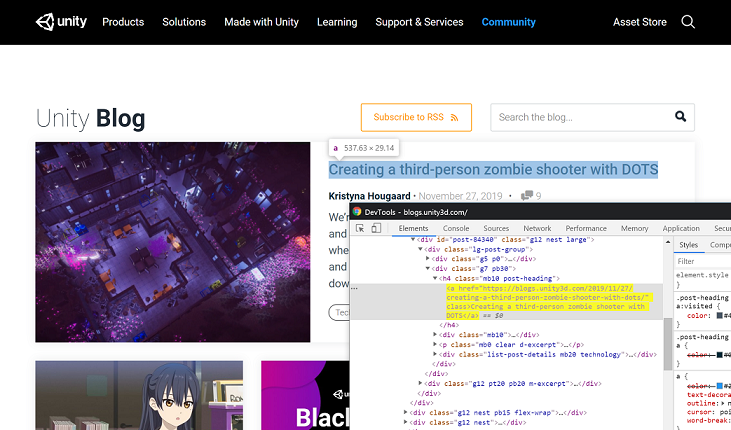 unity Products Solutions Made with Unity Learning Support & Services Community Asset Store
Unity Blog
Subscribe to RSS
Search the blog...
a 537.63 × 29.14
Creating a third-person zombie shooter with DOTS
Kristyna Hougaard • November 27, 2019 • 9
We're
and
whe
and
dow
Tec
DevTools - blogs.unity3d.com/
Elements Console Sources Network Performance Memory Application Secu
▼<div id="post-84340" class="g12 nest large">
▼<div class="lg-post-group">
▶<div class="g5 p0">…</div>
▼<div class="g7 pb30">
▼<h4 class="mb10 post-heading">
<a href="https://blogs.unity3d.com/2019/11/27/
creating-a-third-person-zombie-shooter-with-dots/"
class>Creating a third-person zombie shooter with
DOTS</a> == $0
</h4>
▶<div class="mb10">…</div>
▶<p class="mb0 clear d-excerpt">…</p>
▶<div class="list-post-details mb20 technology">…</div>
</div>
</div>
▶<div class="g12 pt20 pb20 m-excerpt">…</div>
</div>
▶<div class="g12 nest pb15 flex-wrap">…</div>
▶<div class="g12 nest">…</div>
Styles Compu
Filter
element.style
}
.post-heading
a:visited {
color: #4
}
.post-heading
a {
color: #0
}
a {
color: #2
text-decora
outline: ▶ n
cursor: poi
word-break:
}
unity
Black